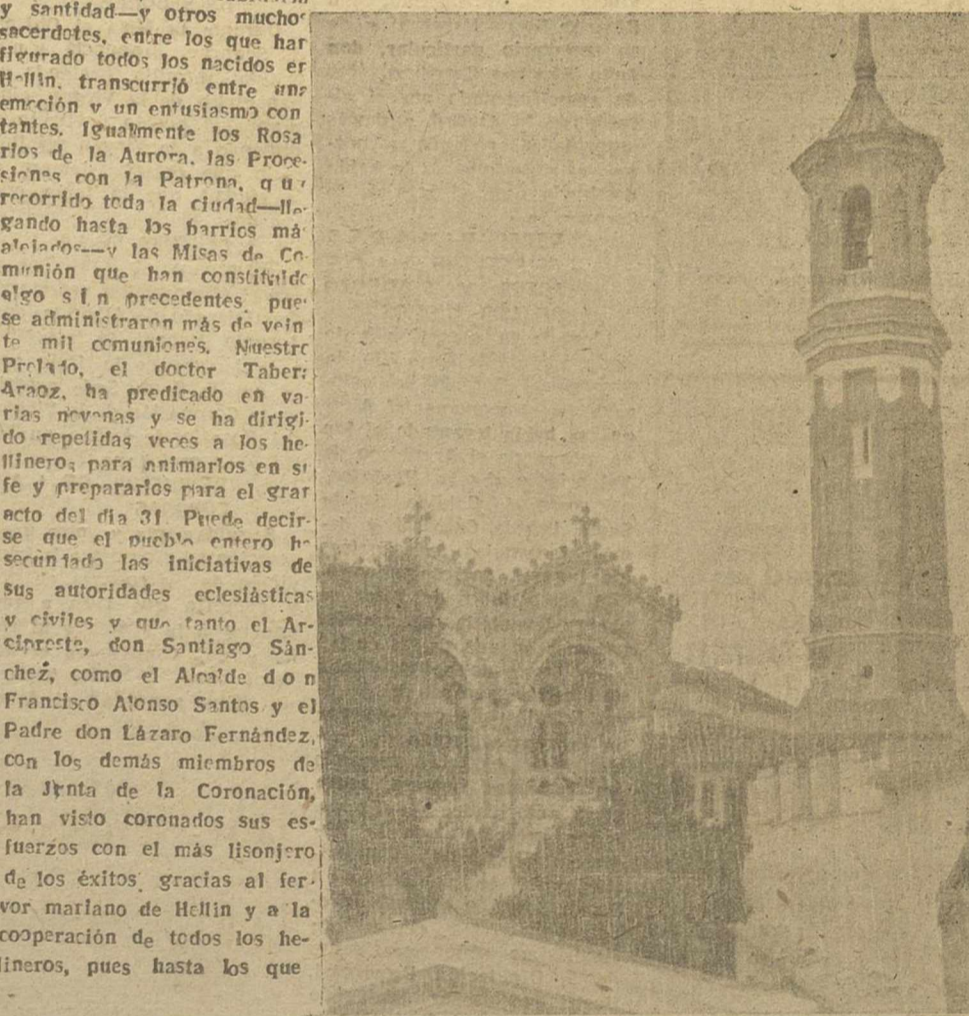 y santidad—y otros mucho
sacerdotes, entre los que har
figurado todos los nacidos er
Hellín, transcurrió entre una
emoción y un entusiasmo con
tantes. Igualmente los Rosa
rios de la Aurora, las Proce-
siones con la Patrona, qu
recorrido toda la ciudad—lle-
gando hasta los barrios má
alejados—y las Misas de Co
munión que han constituído
algo sin precedentes, pue
se administraron más de vein
te mil comuniones. Nuestro
Prelado, el doctor Taber
Araoz, ha predicado en va
rias novenas y se ha dirigi-
do repetidas veces a los he-
llineros para animarlos en su
fe y prepararlos para el gran
acto del día 31. Puede decir-
se que el pueblo entero ha
secundado las iniciativas de
sus autoridades eclesiásticas
y civiles y que tanto el Ar-
cipreste, don Santiago Sán-
chez, como el Alcalde don
Francisco Alonso Santos y el
Padre don Lázaro Fernández,
con los demás miembros de
la Junta de la Coronación,
han visto coronados sus es-
fuerzos con el más lisonjero
de los éxitos, gracias al fer-
vor mariano de Hellín y a la
cooperación de todos los he-
lineros, pues hasta los que